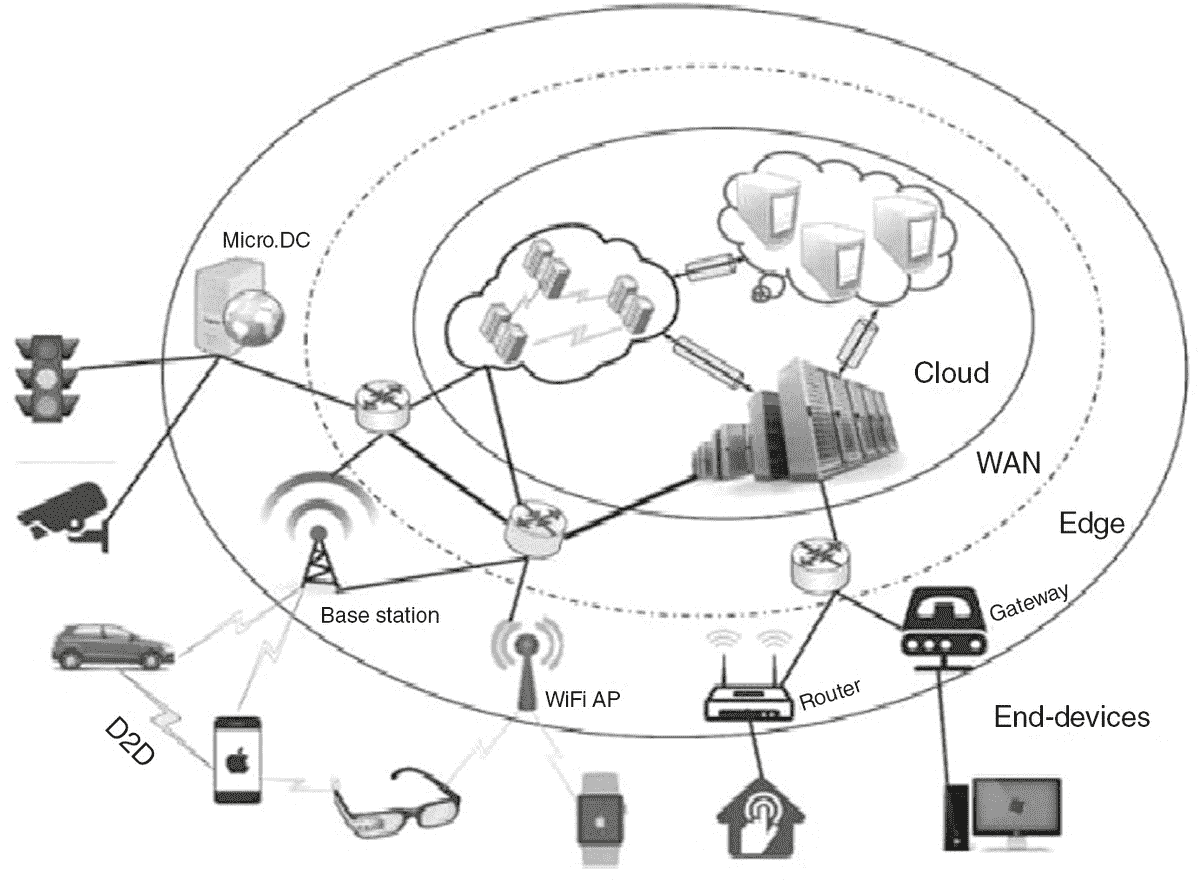 Micro.DC
Cloud
WAN
Edge
Gateway
Base station
Router
WiFi AP
End-devices
D2D